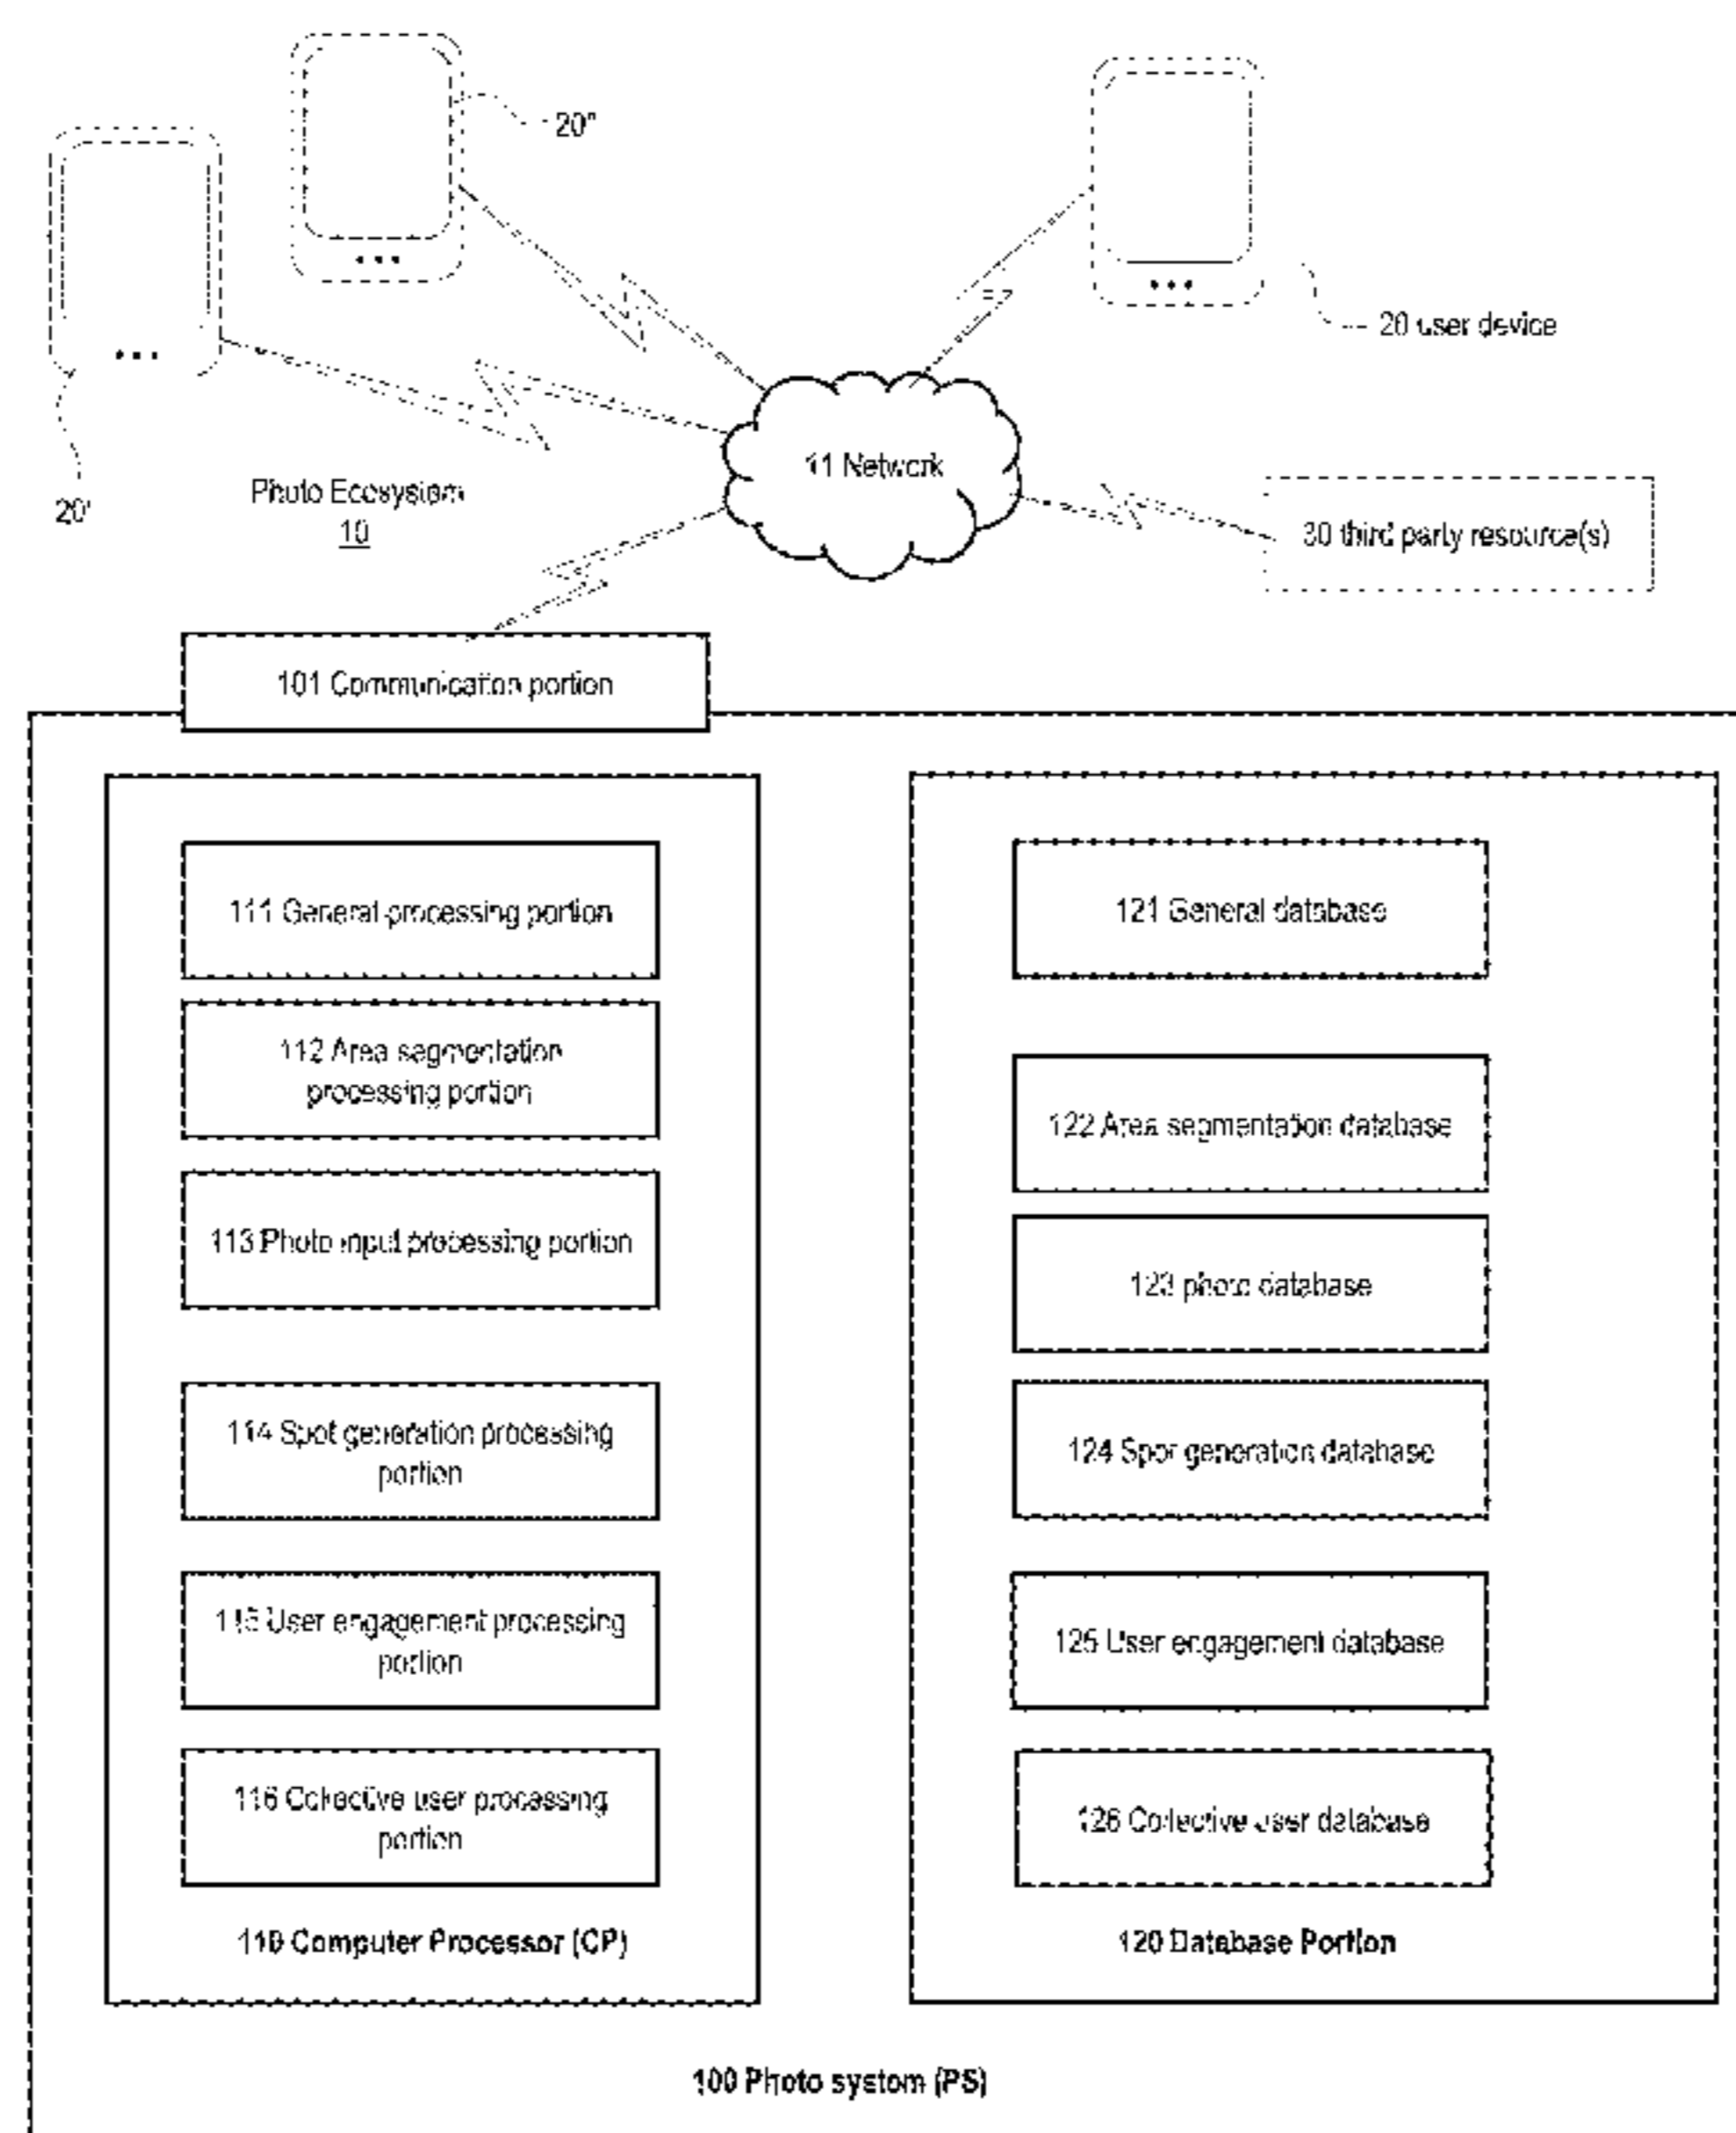 20"
20 user device
11 Network
20'
Photo Ecosystem
10
30 third party resource(s)
101 Communication portion
111 General processing portion
112 Area segmentation
processing portion
113 Photo input processing portion
114 Spot generation processing
portion
115 User engagement processing
portion
116 Collective user processing
portion
110 Computer Processor (CP)
121 General database
122 Area segmentation database
123 photo database
124 Spot generation database
125 User engagement database
126 Collective user database
120 Database Portion
100 Photo system (PS)